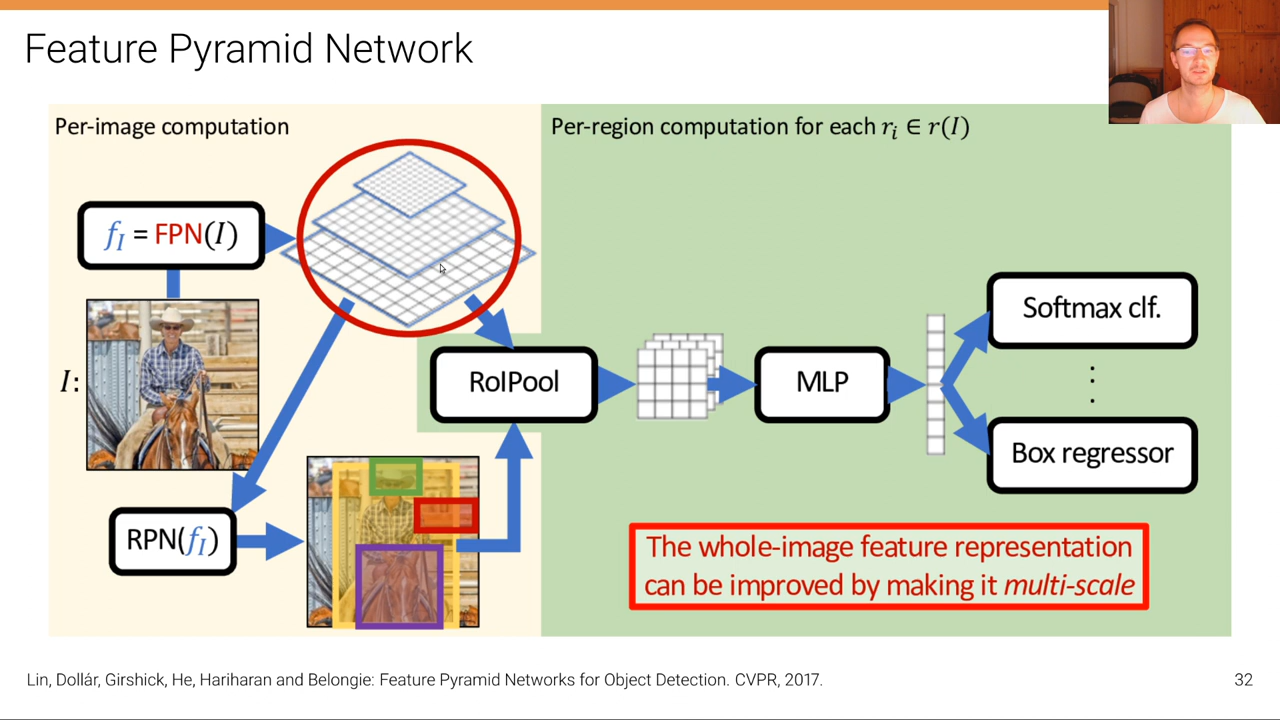 Feature Pyramid Network
Per-image computation
Per-region computation for each rᵢ ∈ r(I)
f_I = FPN(I)
I:
RoIPool
MLP
Softmax clf.
⋮
Box regressor
RPN(f_I)
The whole-image feature representation
can be improved by making it multi-scale
Lin, Dollár, Girshick, He, Hariharan and Belongie: Feature Pyramid Networks for Object Detection. CVPR, 2017.
32